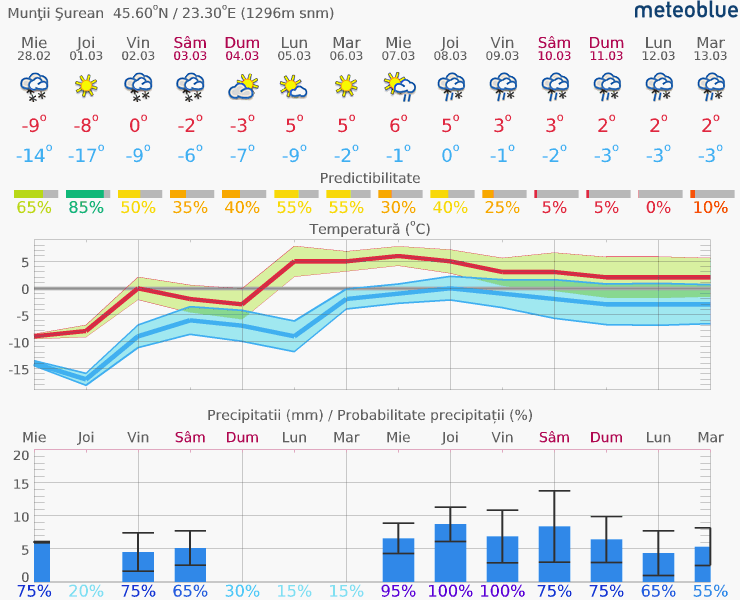 Munții Șurean 45.60°N / 23.30°E (1296m snm)
meteoblue
Mie Joi Vin Sâm Dum Lun Mar Mie Joi Vin Sâm Dum Lun Mar
28.02 01.03 02.03 03.03 04.03 05.03 06.03 07.03 08.03 09.03 10.03 11.03 12.03 13.03
-9° -8° 0° -2° -3° 5° 5° 6° 5° 3° 3° 2° 2° 2°
-14° -17° -9° -6° -7° -9° -2° -1° 0° -1° -2° -3° -3° -3°
Predictibilitate
65% 85% 50% 35% 40% 55% 55% 30% 40% 25% 5% 5% 0% 10%
Temperatură (°C)
5
0
-5
-10
-15
Precipitatii (mm) / Probabilitate precipitații (%)
Mie Joi Vin Sâm Dum Lun Mar Mie Joi Vin Sâm Dum Lun Mar
20
15
10
5
0
75% 20% 75% 65% 30% 15% 15% 95% 100% 100% 75% 75% 65% 55%